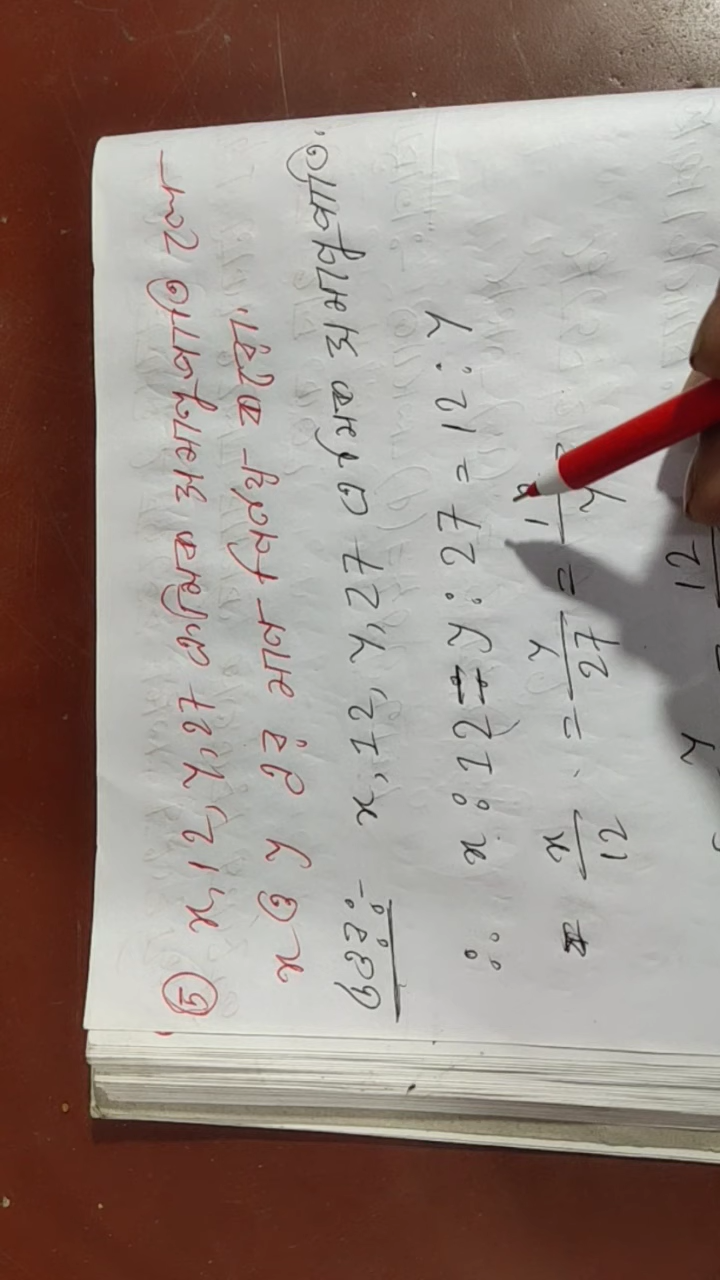 (5) x, 12, y, 27 ক্রমিক সমানুপাতী হলে
x ও y এর মান নির্ণয় করো।
উত্তরঃ- x, 12, y, 27 ক্রমিক সমানুপাতী.
∴ x : 12 = y : 27 = 12 : y
x/12 = y/27 =